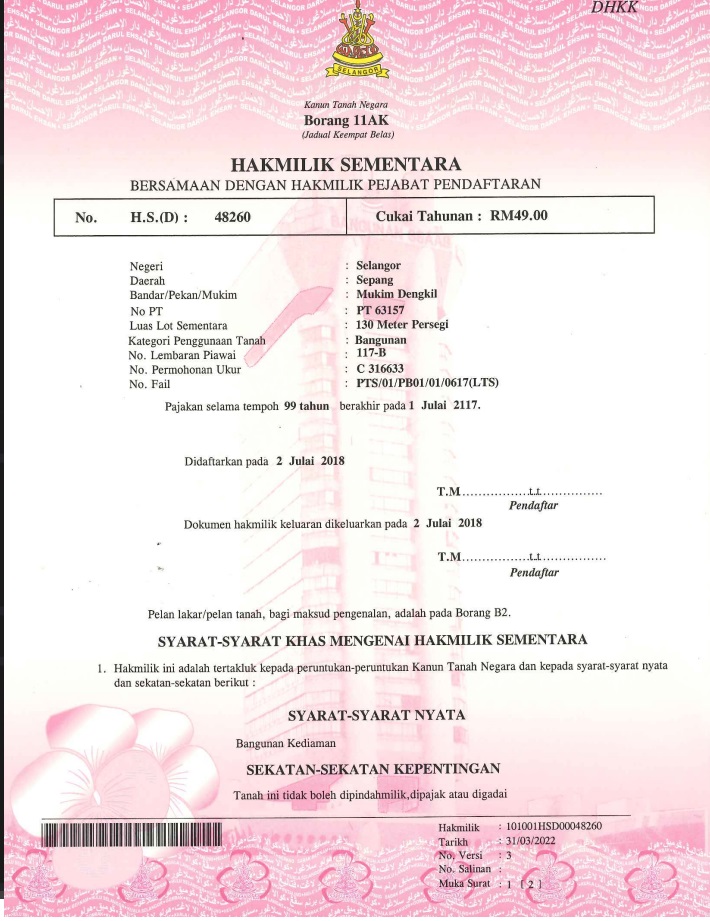 DHKK
SELANGOR
Kanun Tanah Negara
Borang 11AK
(Jadual Keempat Belas)
HAKMILIK SEMENTARA
BERSAMAAN DENGAN HAKMILIK PEJABAT PENDAFTARAN
No. H.S.(D) : 48260 Cukai Tahunan : RM49.00
Negeri : Selangor
Daerah : Sepang
Bandar/Pekan/Mukim : Mukim Dengkil
No PT : PT 63157
Luas Lot Sementara : 130 Meter Persegi
Kategori Penggunaan Tanah : Bangunan
No. Lembaran Piawai : 117-B
No. Permohonan Ukur : C 316633
No. Fail : PTS/01/PB01/01/0617(LTS)
Pajakan selama tempoh 99 tahun berakhir pada 1 Julai 2117.
Didaftarkan pada 2 Julai 2018
T.M.................t.t................
Pendaftar
Dokumen hakmilik keluaran dikeluarkan pada 2 Julai 2018
T.M.................t.t.................
Pendaftar
Pelan lakar/pelan tanah, bagi maksud pengenalan, adalah pada Borang B2.
SYARAT-SYARAT KHAS MENGENAI HAKMILIK SEMENTARA
1. Hakmilik ini adalah tertakluk kepada peruntukan-peruntukan Kanun Tanah Negara dan kepada syarat-syarat nyata
dan sekatan-sekatan berikut :
SYARAT-SYARAT NYATA
Bangunan Kediaman
SEKATAN-SEKATAN KEPENTINGAN
Tanah ini tidak boleh dipindahmilik,dipajak atau digadai
Hakmilik : 101001HSD00048260
Tarikh : 31/03/2022
No. Versi : 3
No. Salinan :
Muka Surat : 1 [ 2 ]